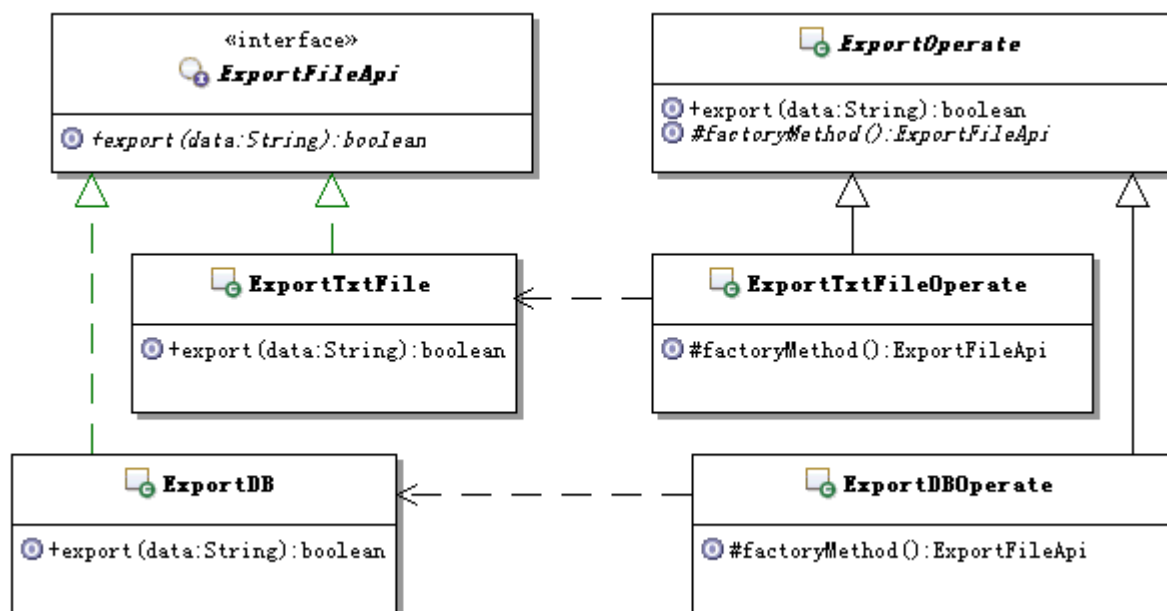 «interface»
ExportFileApi
+export(data:String):boolean
ExportOperate
+export(data:String):boolean
#factoryMethod():ExportFileApi
ExportTxtFile
+export(data:String):boolean
ExportTxtFileOperate
#factoryMethod():ExportFileApi
ExportDB
+export(data:String):boolean
ExportDBOperate
#factoryMethod():ExportFileApi